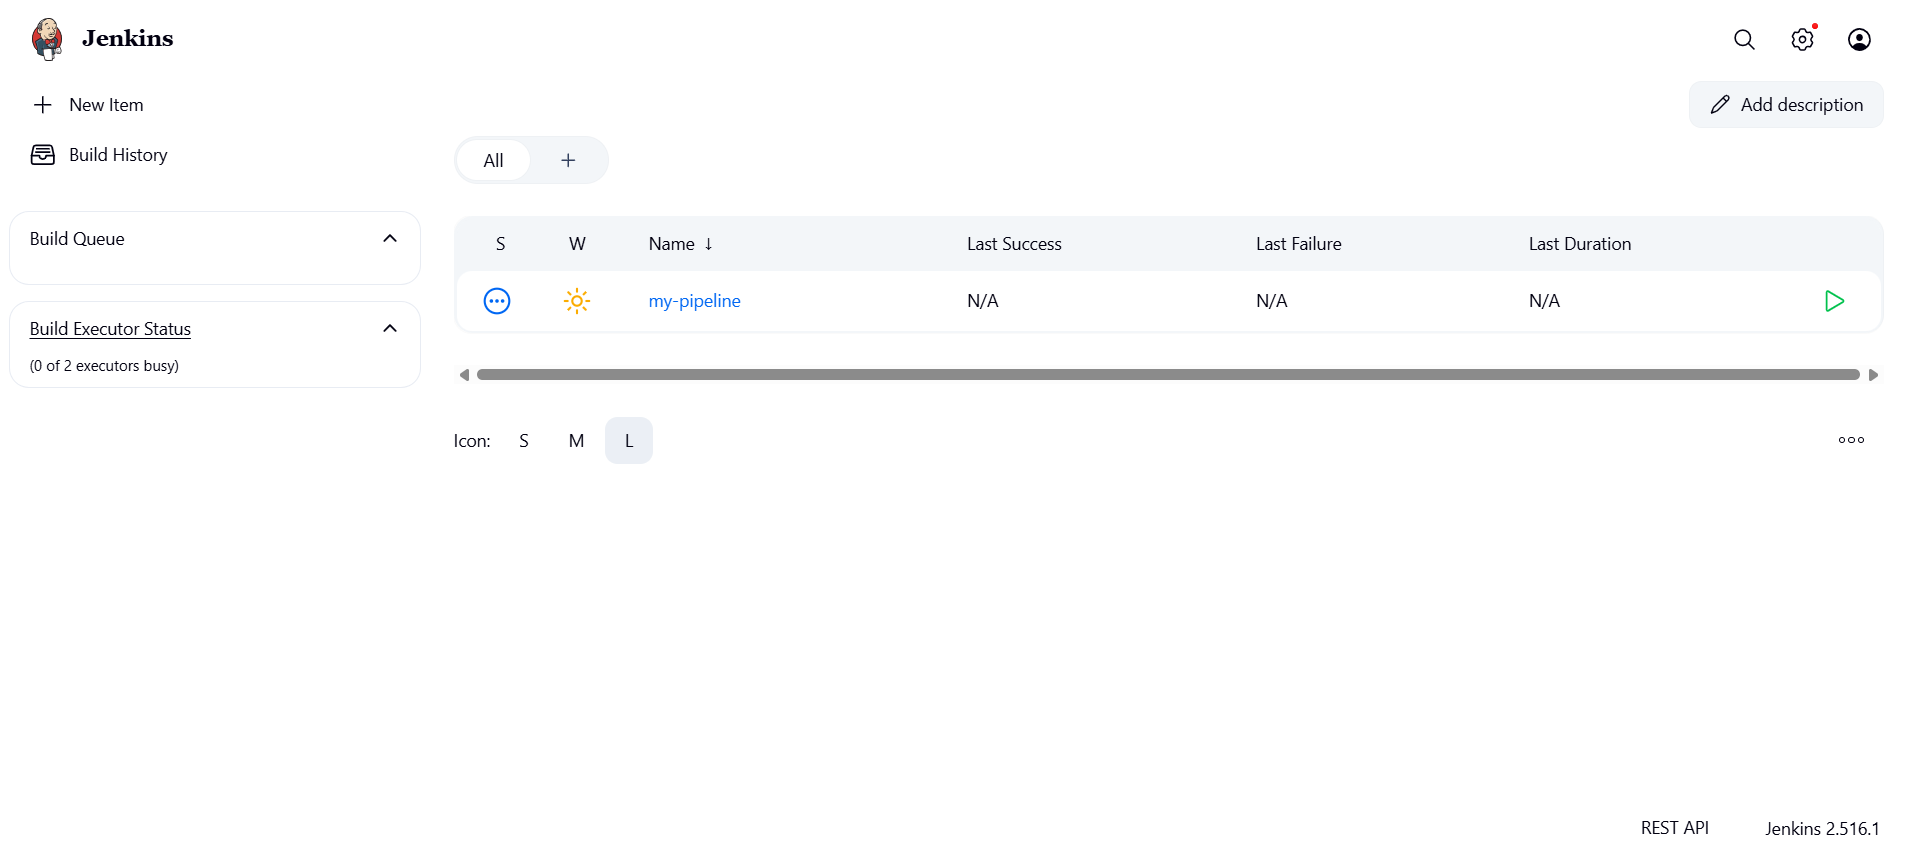 Jenkins
New Item
Build History
Add description
All
Build Queue
Build Executor Status
(0 of 2 executors busy)
S W Name ↓ Last Success Last Failure Last Duration
my-pipeline N/A N/A N/A
Icon: S M L
REST API Jenkins 2.516.1